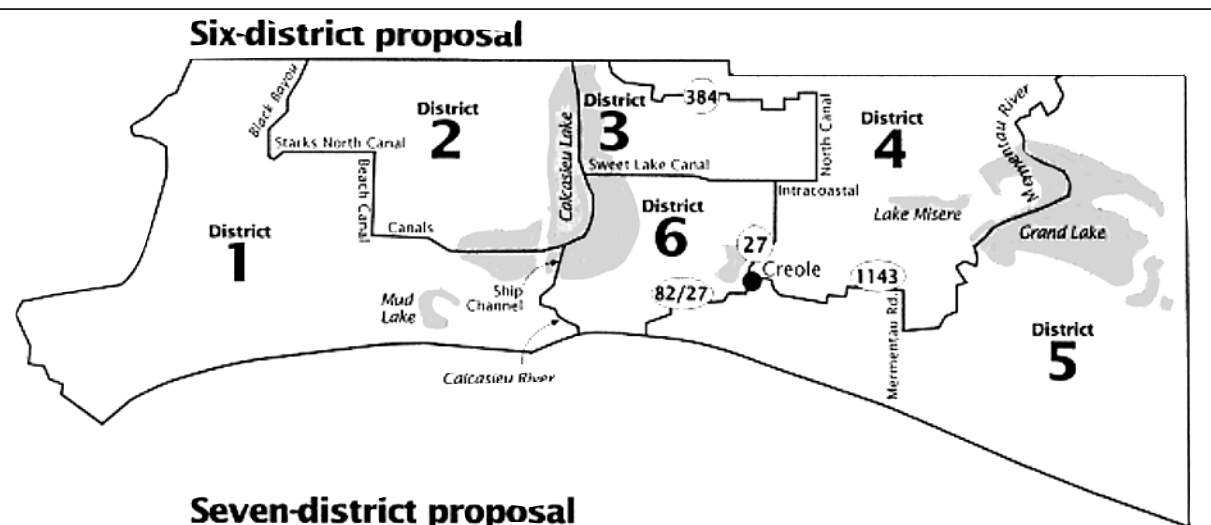 Six-district proposal
Black Bayou
District
1
Starks North Canal
Beach Canal
Canals
District
2
Calcasieu Lake
District
3
384
Sweet Lake Canal
North Canal
District
4
Mermentau River
Intracoastal
Lake Misere
Grand Lake
District
6
27
Creole
82/27
1143
Mermentau Rd.
Mud
Lake
Ship
Channel
Calcasieu River
District
5
Seven-district proposal